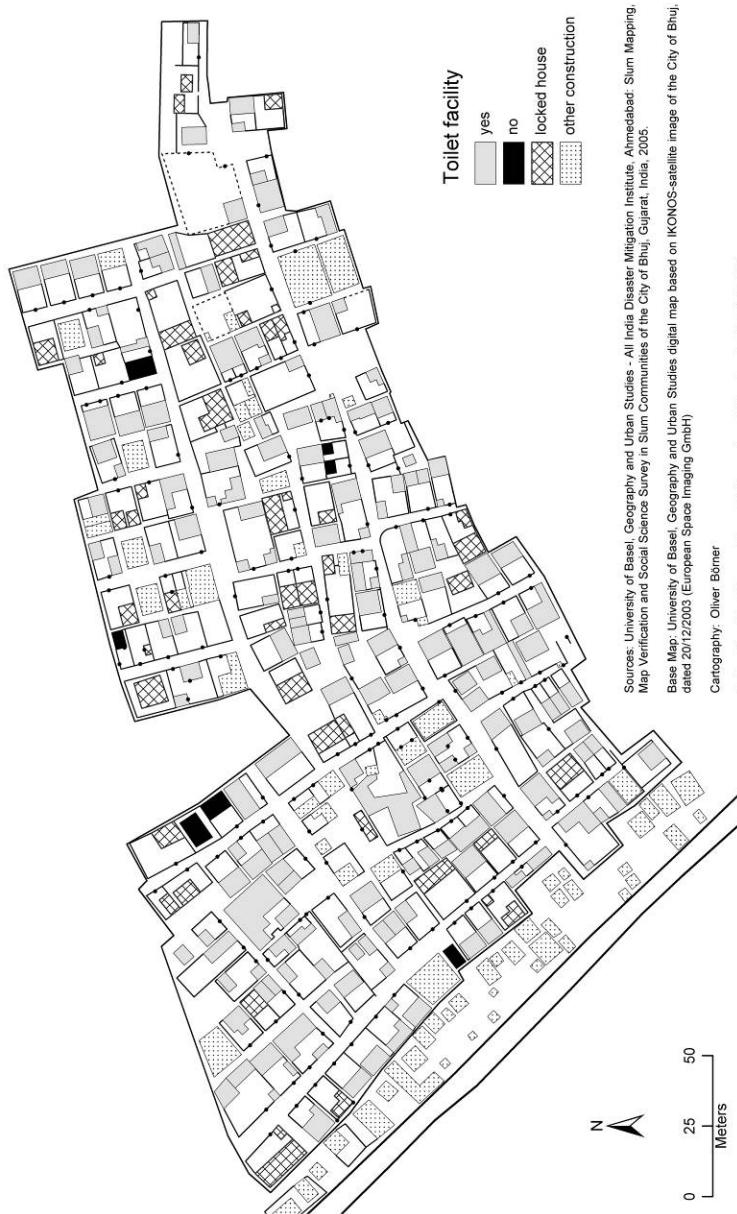 Toilet facility
yes
no
locked house
other construction
Sources: University of Basel, Geography and Urban Studies - All India Disaster Mitigation Institute, Ahmedabad: Slum Mapping,
Map Verification and Social Science Survey in Slum Communities of the City of Bhuj, Gujarat, India, 2005.
Base Map: University of Basel, Geography and Urban Studies digital map based on IKONOS-satellite image of the City of Bhuj,
dated 20/12/2003 (European Space Imaging GmbH)
Cartography: Oliver Börner
N
0 25 50
Meters